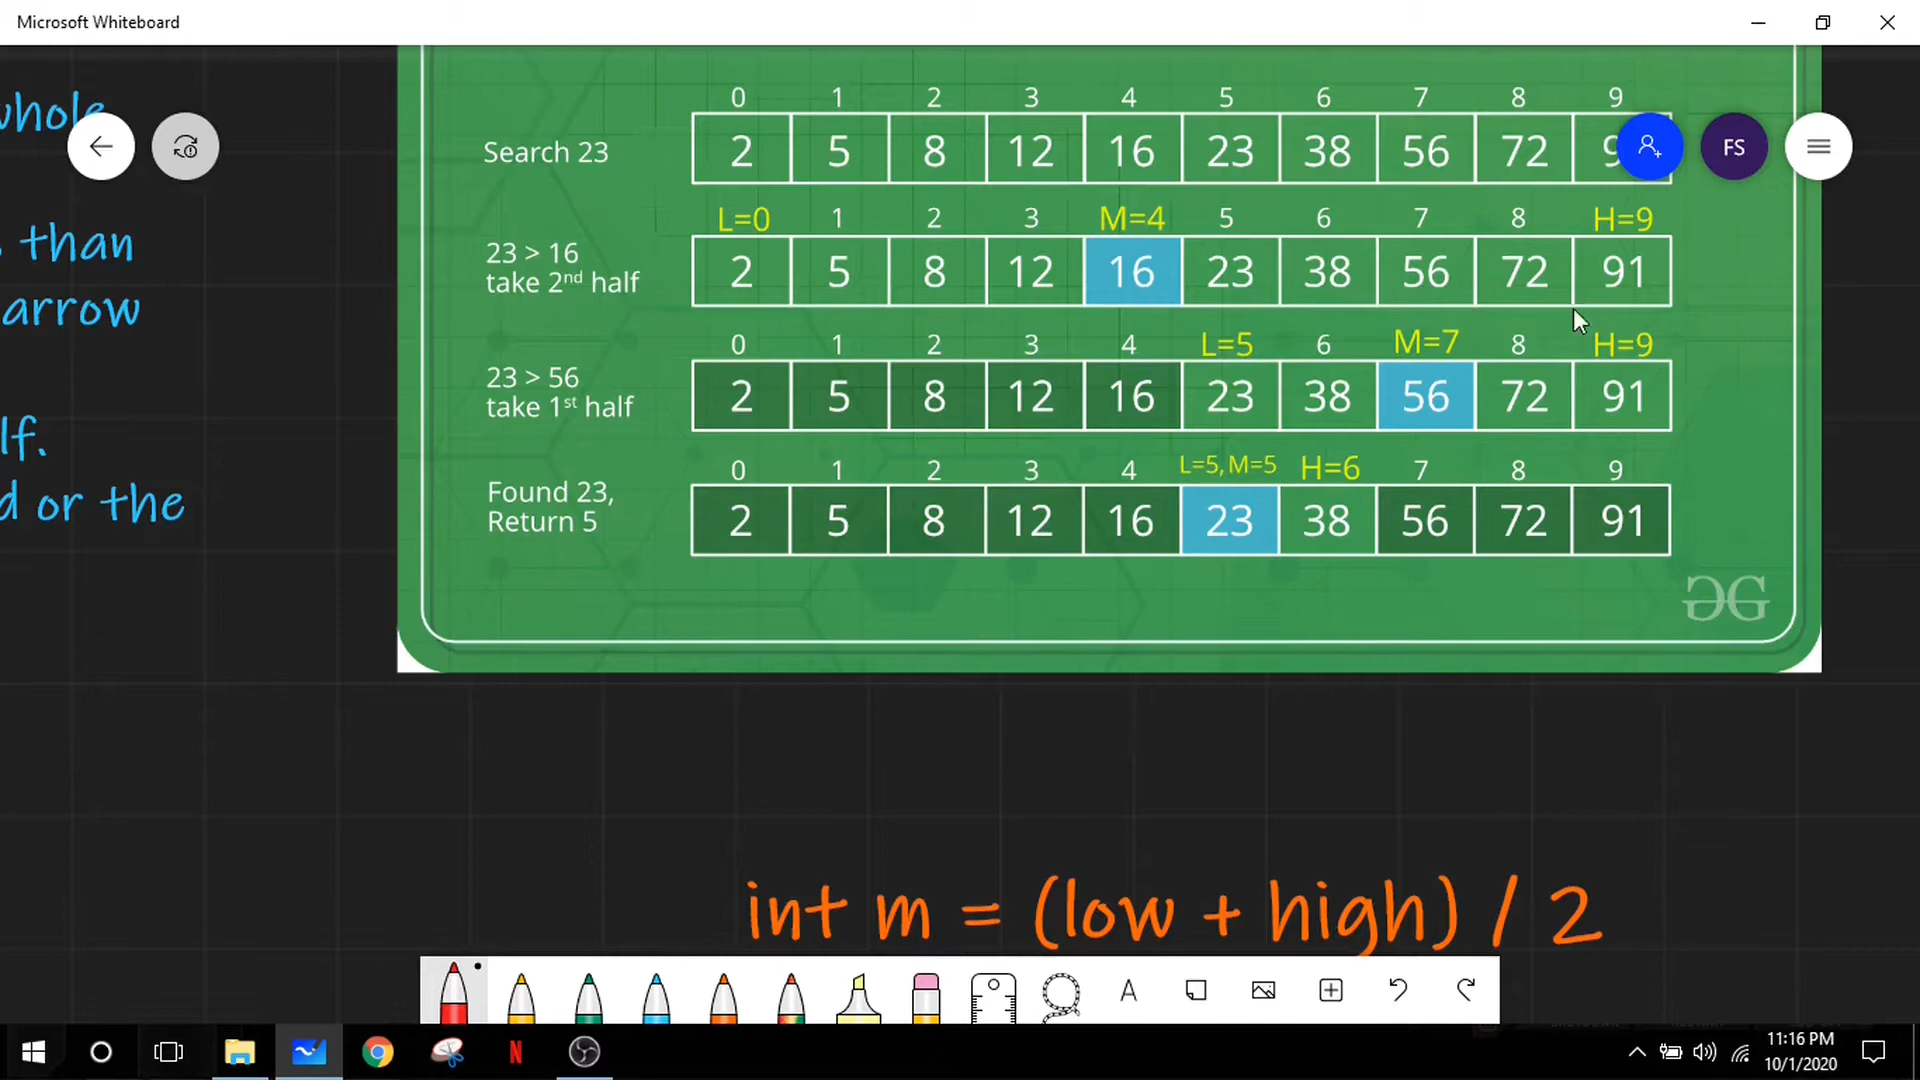 Microsoft Whiteboard
whole
than
arrow
lf.
d or the
0 1 2 3 4 5 6 7 8 9
Search 23 2 5 8 12 16 23 38 56 72 9
FS
L=0 1 2 3 M=4 5 6 7 8 H=9
23 > 16
take 2nd half
2 5 8 12 16 23 38 56 72 91
0 1 2 3 4 L=5 6 M=7 8 H=9
23 > 56
take 1st half
2 5 8 12 16 23 38 56 72 91
0 1 2 3 4 L=5, M=5 H=6 7 8 9
Found 23,
Return 5
2 5 8 12 16 23 38 56 72 91
int m = (low + high) / 2
A
N
11:16 PM
10/1/2020